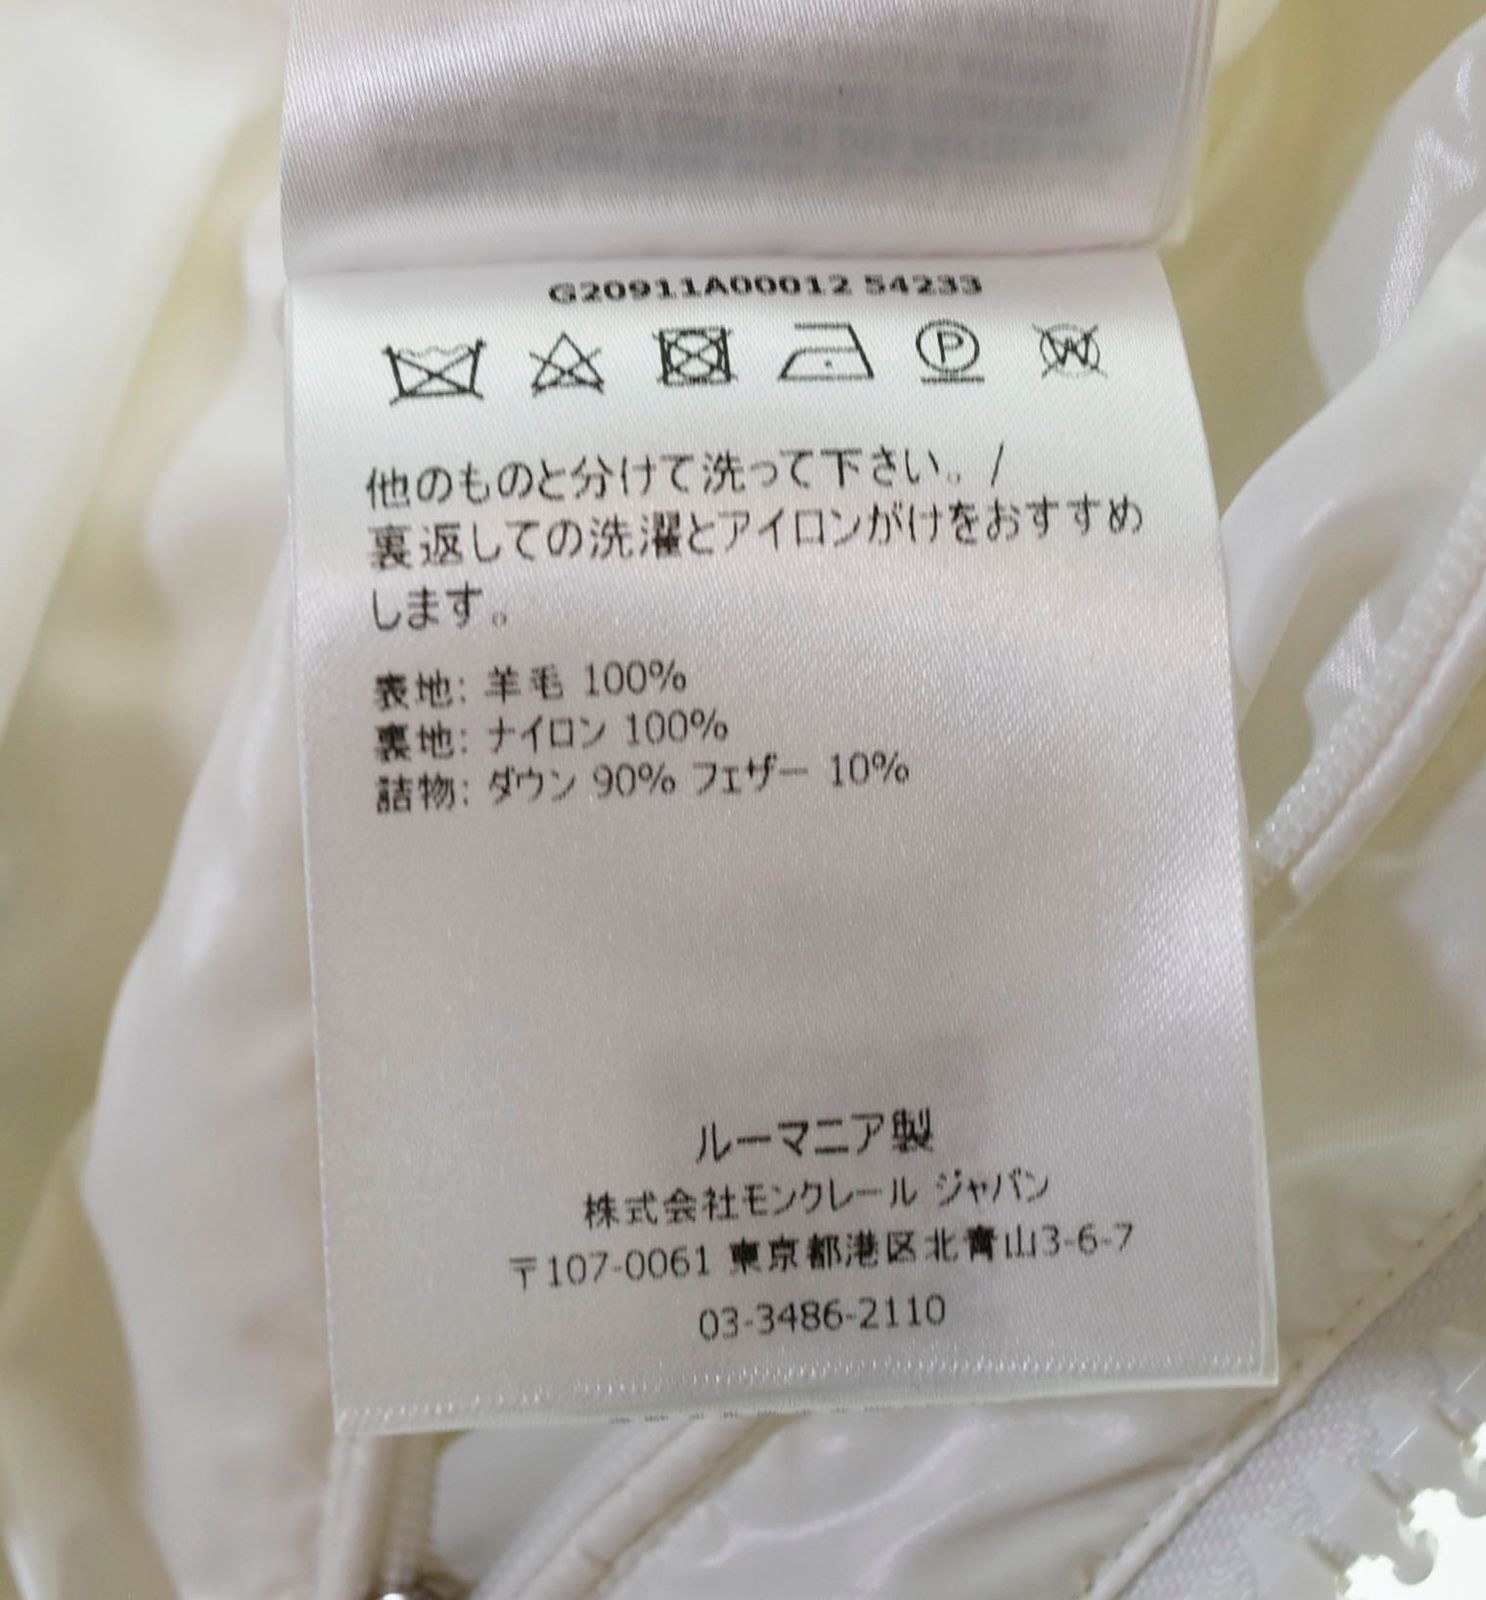 G20911A00012 54233
P W
他のものと分けて洗って下さい。/
裏返しての洗濯とアイロンがけをおすすめ
します。
表地: 羊毛 100%
裏地: ナイロン 100%
詰物: ダウン 90% フェザー 10%
ルーマニア製
株式会社モンクレール ジャパン
〒107-0061 東京都港区北青山3-6-7
03-3486-2110